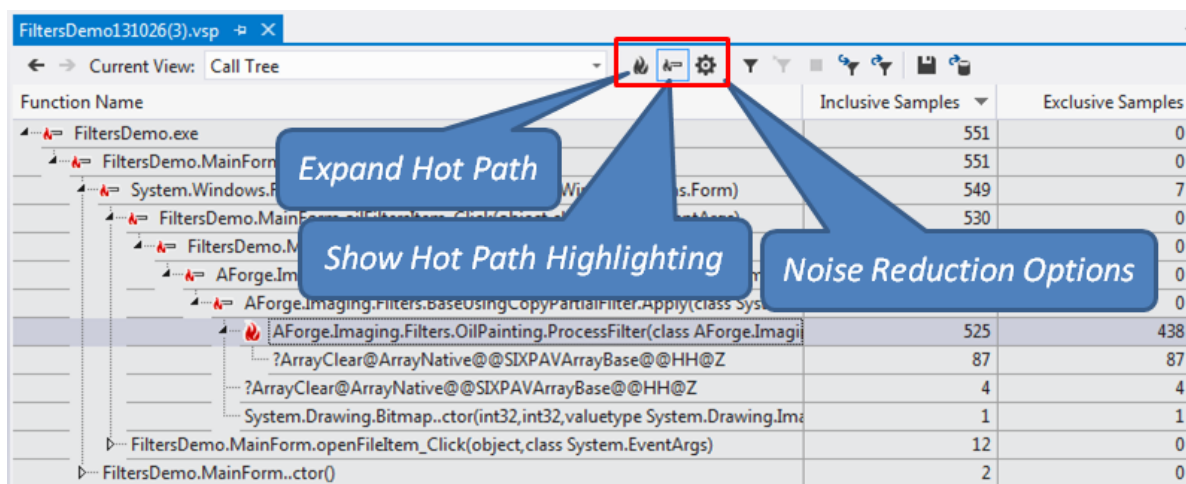 FiltersDemo131026(3).vsp
Current View: Call Tree
Function Name Inclusive Samples Exclusive Samples
FiltersDemo.exe 551 0
FiltersDemo.MainForm 551 0
Expand Hot Path
System.Windows.F s.Form) 549 7
FiltersDemo.Main 530 0
Show Hot Path Highlighting
Noise Reduction Options
FiltersDemo.M 0
AForge.Im 0
AForge.Imaging.Filters.BaseUsingCopyPartialFilter.Apply(class Sys 0
AForge.Imaging.Filters.OilPainting.ProcessFilter(class AForge.Imagi 525 438
?ArrayClear@ArrayNative@@SIXPAVArrayBase@@HH@Z 87 87
?ArrayClear@ArrayNative@@SIXPAVArrayBase@@HH@Z 4 4
System.Drawing.Bitmap..ctor(int32,int32,valuetype System.Drawing.Ima 1 1
FiltersDemo.MainForm.openFileItem_Click(object,class System.EventArgs) 12 0
FiltersDemo.MainForm..ctor() 2 0